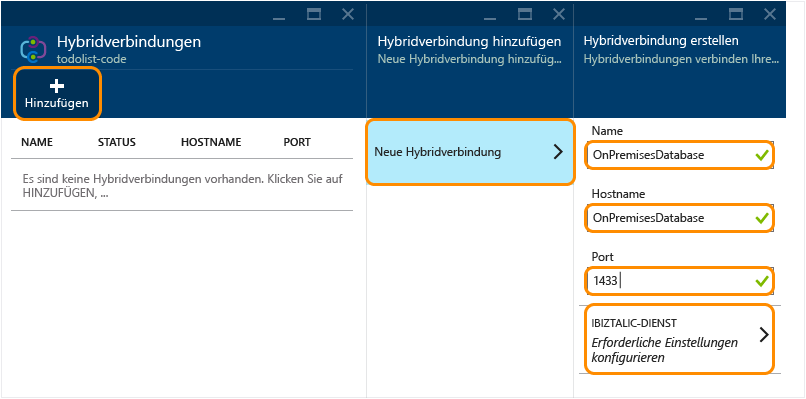 Hybridverbindungen
todolist-code
Hinzufügen
NAME STATUS HOSTNAME PORT
Es sind keine Hybridverbindungen vorhanden. Klicken Sie auf
HINZUFÜGEN, ...
Hybridverbindung hinzufügen
Neue Hybridverbindung hinzufüg...
Neue Hybridverbindung
Hybridverbindung erstellen
Hybridverbindungen verbinden Ihre...
Name
OnPremisesDatabase
Hostname
OnPremisesDatabase
Port
1433
IBIZTALIC-DIENST
Erforderliche Einstellungen
konfigurieren